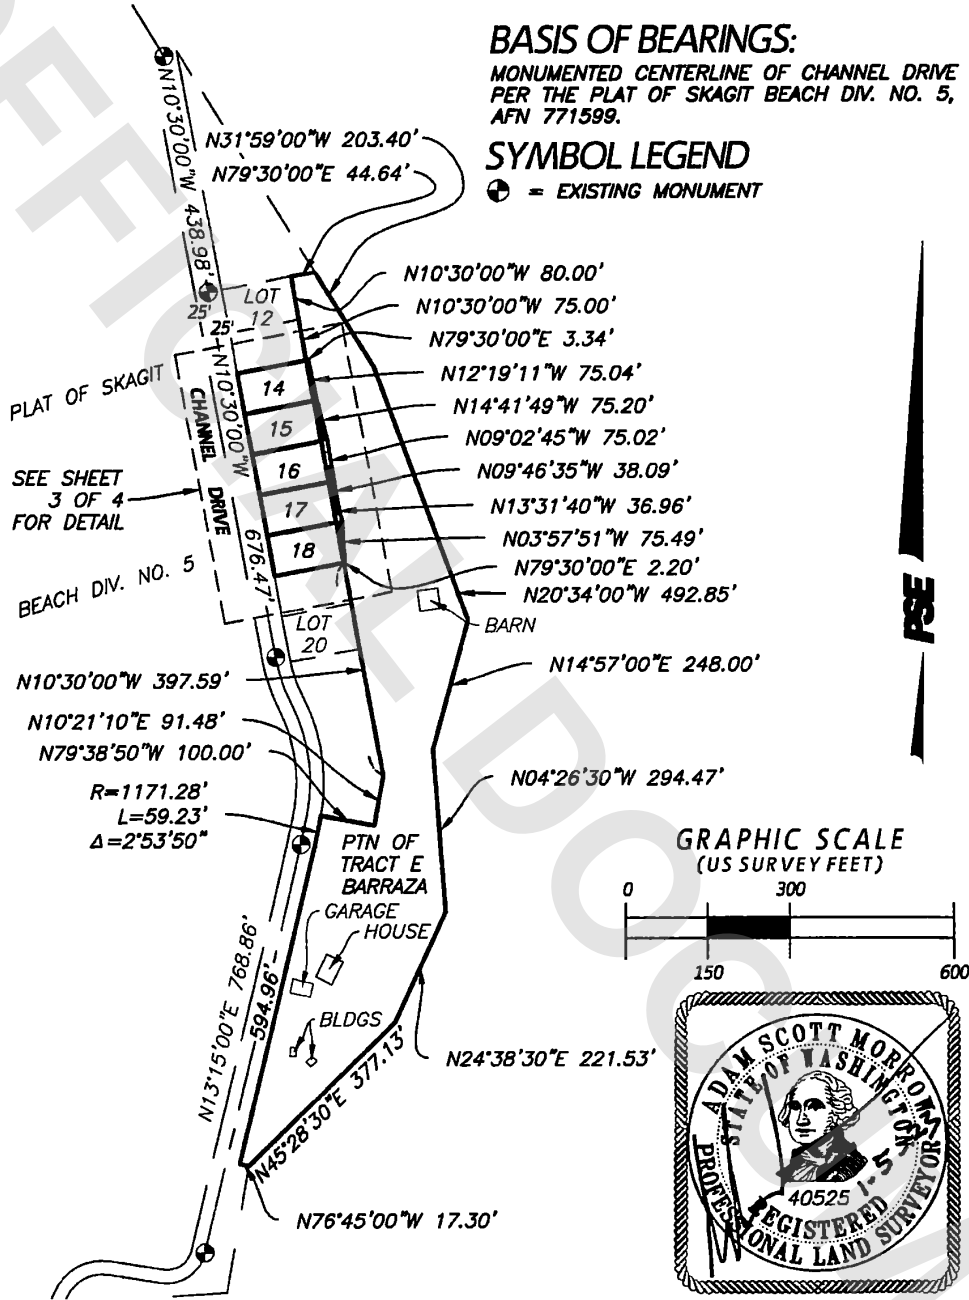 BASIS OF BEARINGS:
MONUMENTED CENTERLINE OF CHANNEL DRIVE
PER THE PLAT OF SKAGIT BEACH DIV. NO. 5,
AFN 771599.
SYMBOL LEGEND
= EXISTING MONUMENT
N10°30'00"W 438.98'
N31°59'00"W 203.40'
N79°30'00"E 44.64'
N10°30'00"W 80.00'
N10°30'00"W 75.00'
N79°30'00"E 3.34'
N12°19'11"W 75.04'
N14°41'49"W 75.20'
N09°02'45"W 75.02'
N09°46'35"W 38.09'
N13°31'40"W 36.96'
N03°57'51"W 75.49'
N79°30'00"E 2.20'
N20°34'00"W 492.85'
25'
25'
LOT
12
14
15
16
17
18
LOT
20
PLAT OF SKAGIT
BEACH DIV. NO. 5
CHANNEL DRIVE
N10°30'00"W 676.47'
SEE SHEET
3 OF 4
FOR DETAIL
BARN
N14°57'00"E 248.00'
N10°30'00"W 397.59'
N10°21'10"E 91.48'
N79°38'50"W 100.00'
R=1171.28'
L=59.23'
Δ=2°53'50"
N04°26'30"W 294.47'
PTN OF
TRACT E
BARRAZA
GARAGE
HOUSE
BLDGS
N13°15'00"E 768.86'
594.96'
N45°28'30"E 377.13'
N24°38'30"E 221.53'
N76°45'00"W 17.30'
PSE
GRAPHIC SCALE
(US SURVEY FEET)
0 300
150 600
ADAM SCOTT MORROW
STATE OF WASHINGTON
40525
REGISTERED
PROFESSIONAL LAND SURVEYOR